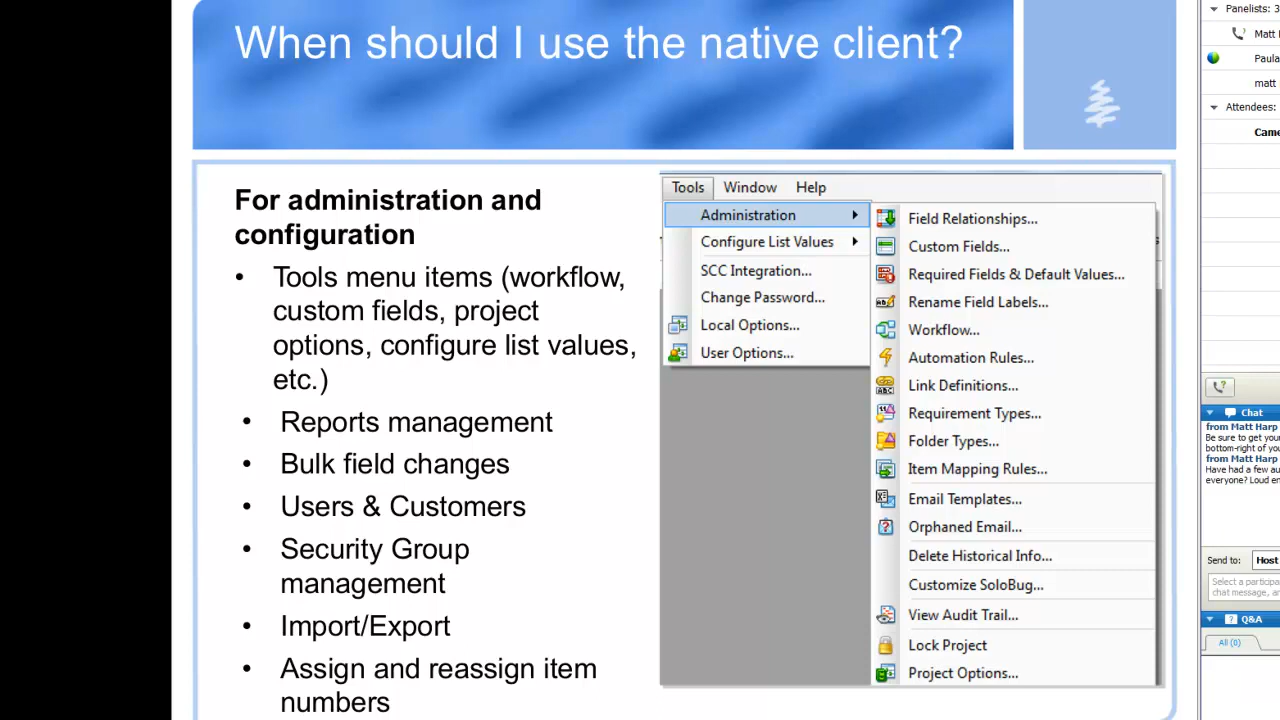 When should I use the native client?
For administration and
configuration
• Tools menu items (workflow,
custom fields, project
options, configure list values,
etc.)
• Reports management
• Bulk field changes
• Users & Customers
• Security Group
management
• Import/Export
• Assign and reassign item
numbers
Tools Window Help
Administration
Configure List Values
SCC Integration...
Change Password...
Local Options...
User Options...
Field Relationships...
Custom Fields...
Required Fields & Default Values...
Rename Field Labels...
Workflow...
Automation Rules...
Link Definitions...
Requirement Types...
Folder Types...
Item Mapping Rules...
Email Templates...
Orphaned Email...
Delete Historical Info...
Customize SoloBug...
View Audit Trail...
Lock Project
Project Options...
Panelists: 3
Matt
Paula
matt
Attendees:
Came
Chat
from Matt Harp
Be sure to get you
bottom-right of yo
from Matt Harp
Have had a few au
everyone? Loud en
Send to: Host
Select a participa
chat message, an
Q&A
All (0)